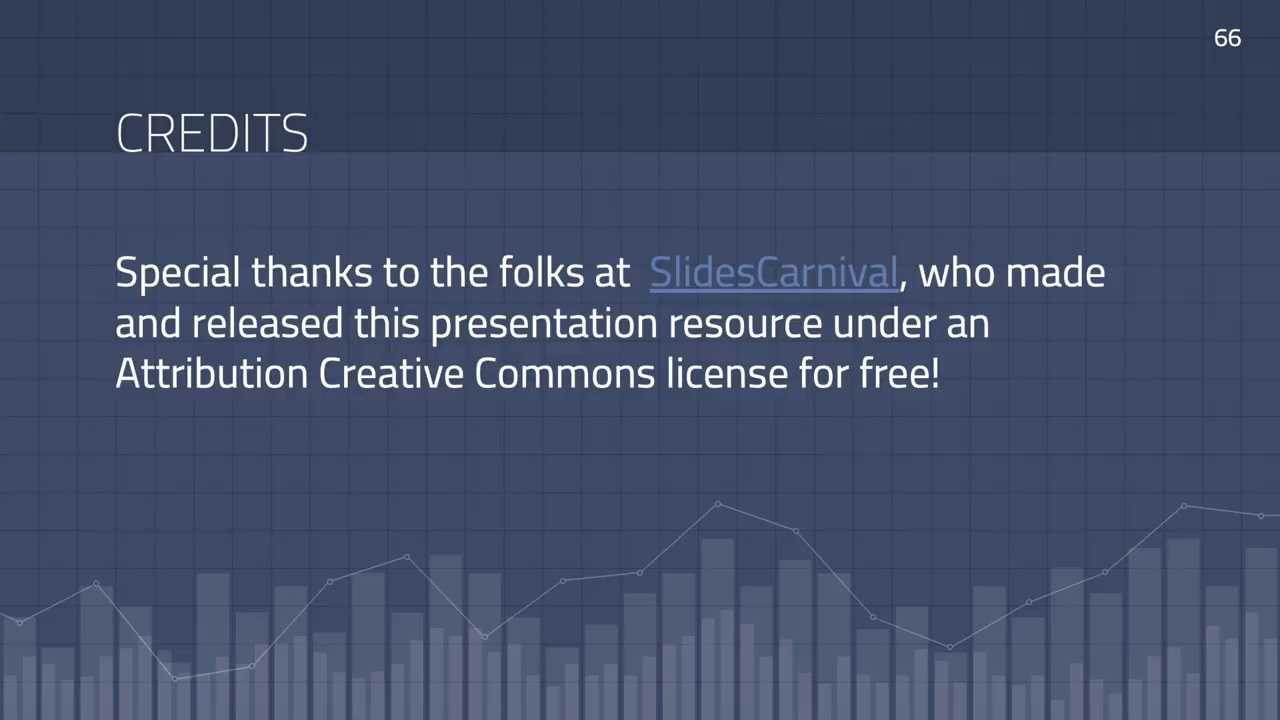 66
CREDITS
Special thanks to the folks at SlidesCarnival, who made
and released this presentation resource under an
Attribution Creative Commons license for free!